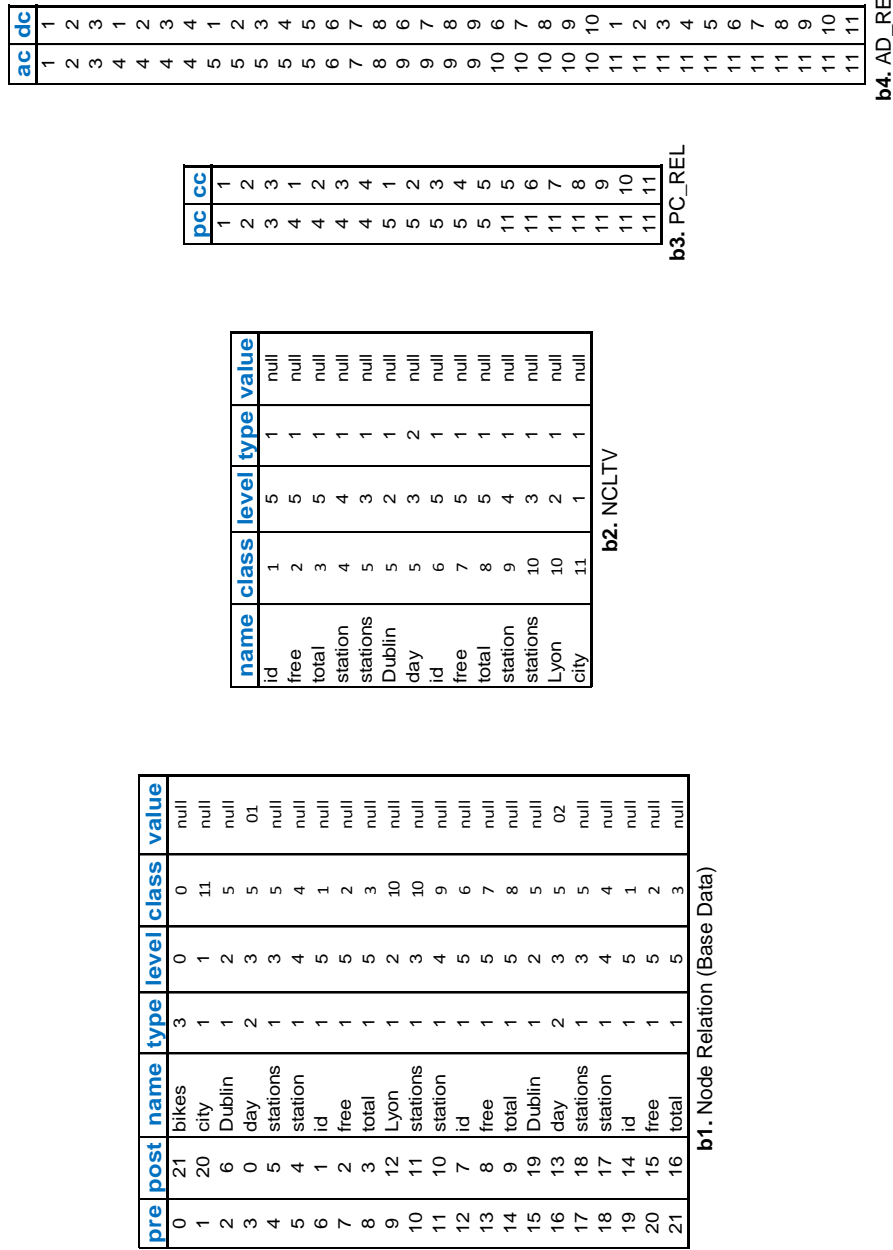 pre post name type level class value
0 21 bikes 3 0 0 null
1 20 city 1 1 11 null
2 6 Dublin 1 2 5 null
3 0 day 2 3 5 01
4 5 stations 1 3 5 null
5 4 station 1 4 4 null
6 1 id 1 5 1 null
7 2 free 1 5 2 null
8 3 total 1 5 3 null
9 12 Lyon 1 2 10 null
10 11 stations 1 3 10 null
11 10 station 1 4 9 null
12 7 id 1 5 6 null
13 8 free 1 5 7 null
14 9 total 1 5 8 null
15 19 Dublin 1 2 5 null
16 13 day 2 3 5 02
17 18 stations 1 3 5 null
18 17 station 1 4 4 null
19 14 id 1 5 1 null
20 15 free 1 5 2 null
21 16 total 1 5 3 null
b1. Node Relation (Base Data)
name class level type value
id 1 5 1 null
free 2 5 1 null
total 3 5 1 null
station 4 4 1 null
stations 5 3 1 null
Dublin 5 2 1 null
day 5 3 2 null
id 6 5 1 null
free 7 5 1 null
total 8 5 1 null
station 9 4 1 null
stations 10 3 1 null
Lyon 10 2 1 null
city 11 1 1 null
b2. NCLTV
pc cc
1 1
2 2
3 3
4 1
4 2
4 3
4 4
5 1
5 2
5 3
5 4
5 5
11 5
11 6
11 7
11 8
11 9
11 10
11 11
b3. PC_REL
ac dc
1 1
2 2
3 3
4 1
4 2
4 3
4 4
5 1
5 2
5 3
5 4
5 5
6 6
7 7
8 8
9 6
9 7
9 8
9 9
10 6
10 7
10 8
10 9
10 10
11 1
11 2
11 3
11 4
11 5
11 6
11 7
11 8
11 9
11 10
11 11
b4. AD_RE